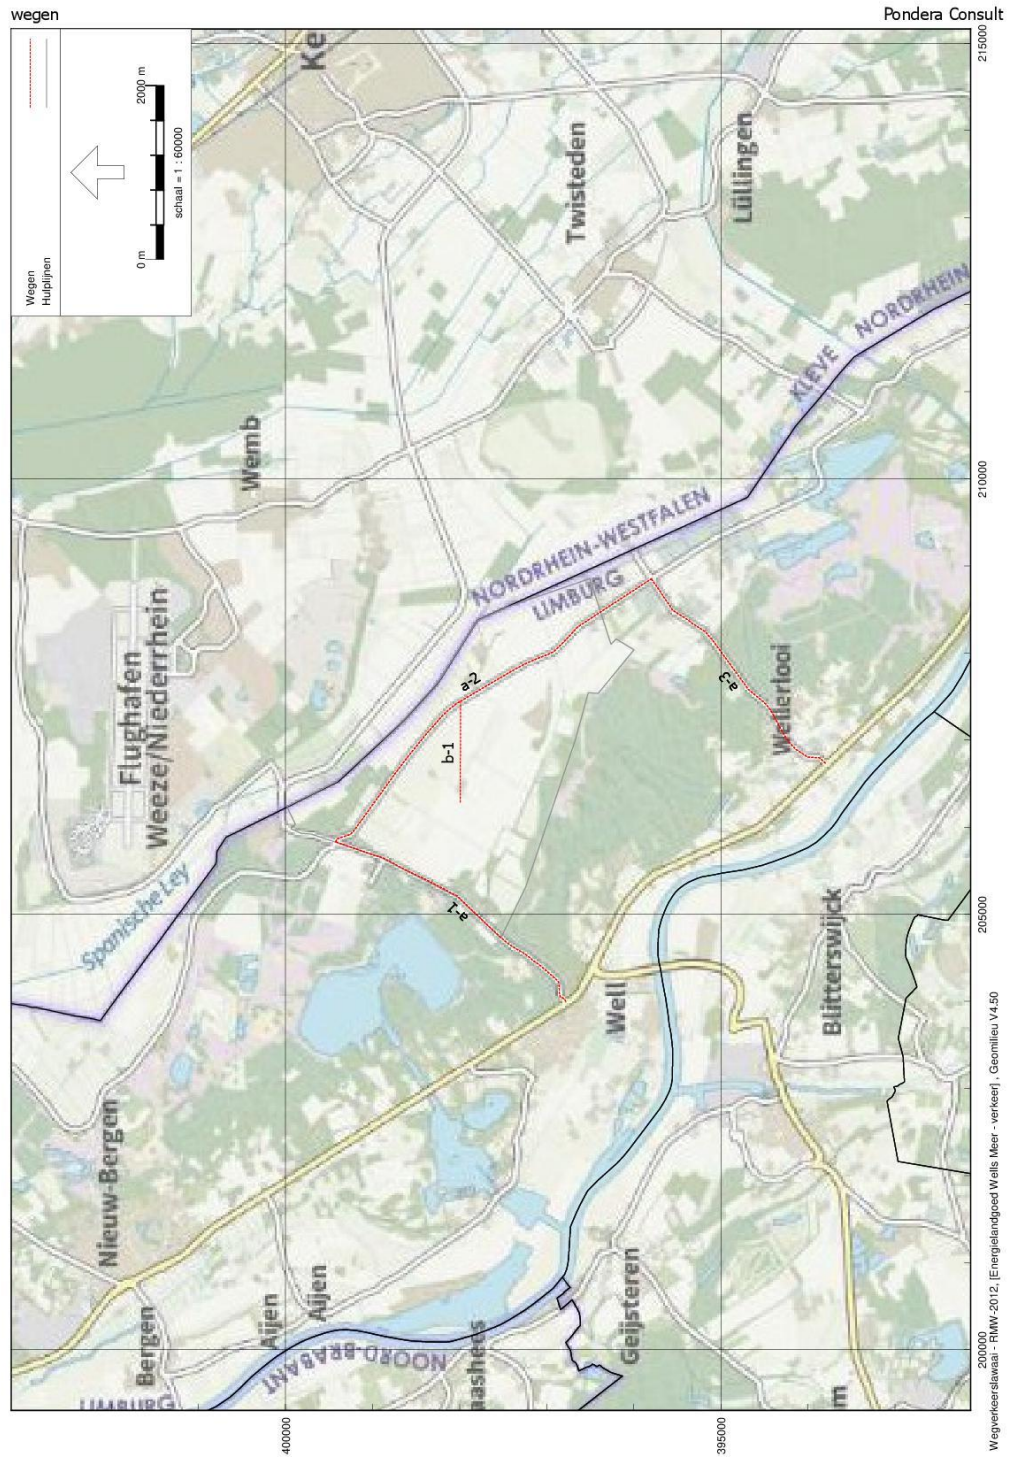 wegen
Pondera Consult
Wegen
Hulplijnen
0 m
2000 m
schaal = 1 : 60000
Ke
Twisteden
Lüllingen
Wemb
KLEVE
NORDRHEIN
Flughafen
Weeze/Niederrhein
NORDRHEIN-WESTFALEN
LIMBURG
a-2
b-1
a-3
Wellerlooi
Spanische Ley
a-1
Well
Blitterswijck
Nieuw-Bergen
Bergen
Aijen
Aijen
NOORD-BRABANT
aashees
Geijsteren
m
215000
210000
205000
200000
400000
395000
Wegverkeerslawaai - RMW-2012, [Energielandgoed Wells Meer - verkeer] , Geomilieu V4.50